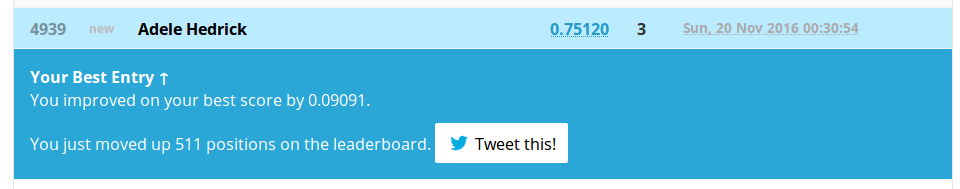 4939 new Adele Hedrick 0.75120 3 Sun, 20 Nov 2016 00:30:54
Your Best Entry ↑
You improved on your best score by 0.09091.
You just moved up 511 positions on the leaderboard. Tweet this!